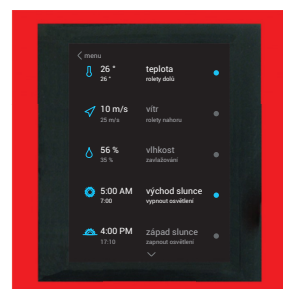 menu
26 ° teplota
26 ° rolety dolů
10 m/s vítr
25 m/s rolety nahoru
56 % vlhkost
35 % zavlažování
5:00 AM východ slunce
7:00 vypnout osvětlení
4:00 PM západ slunce
17:10 zapnout osvětlení